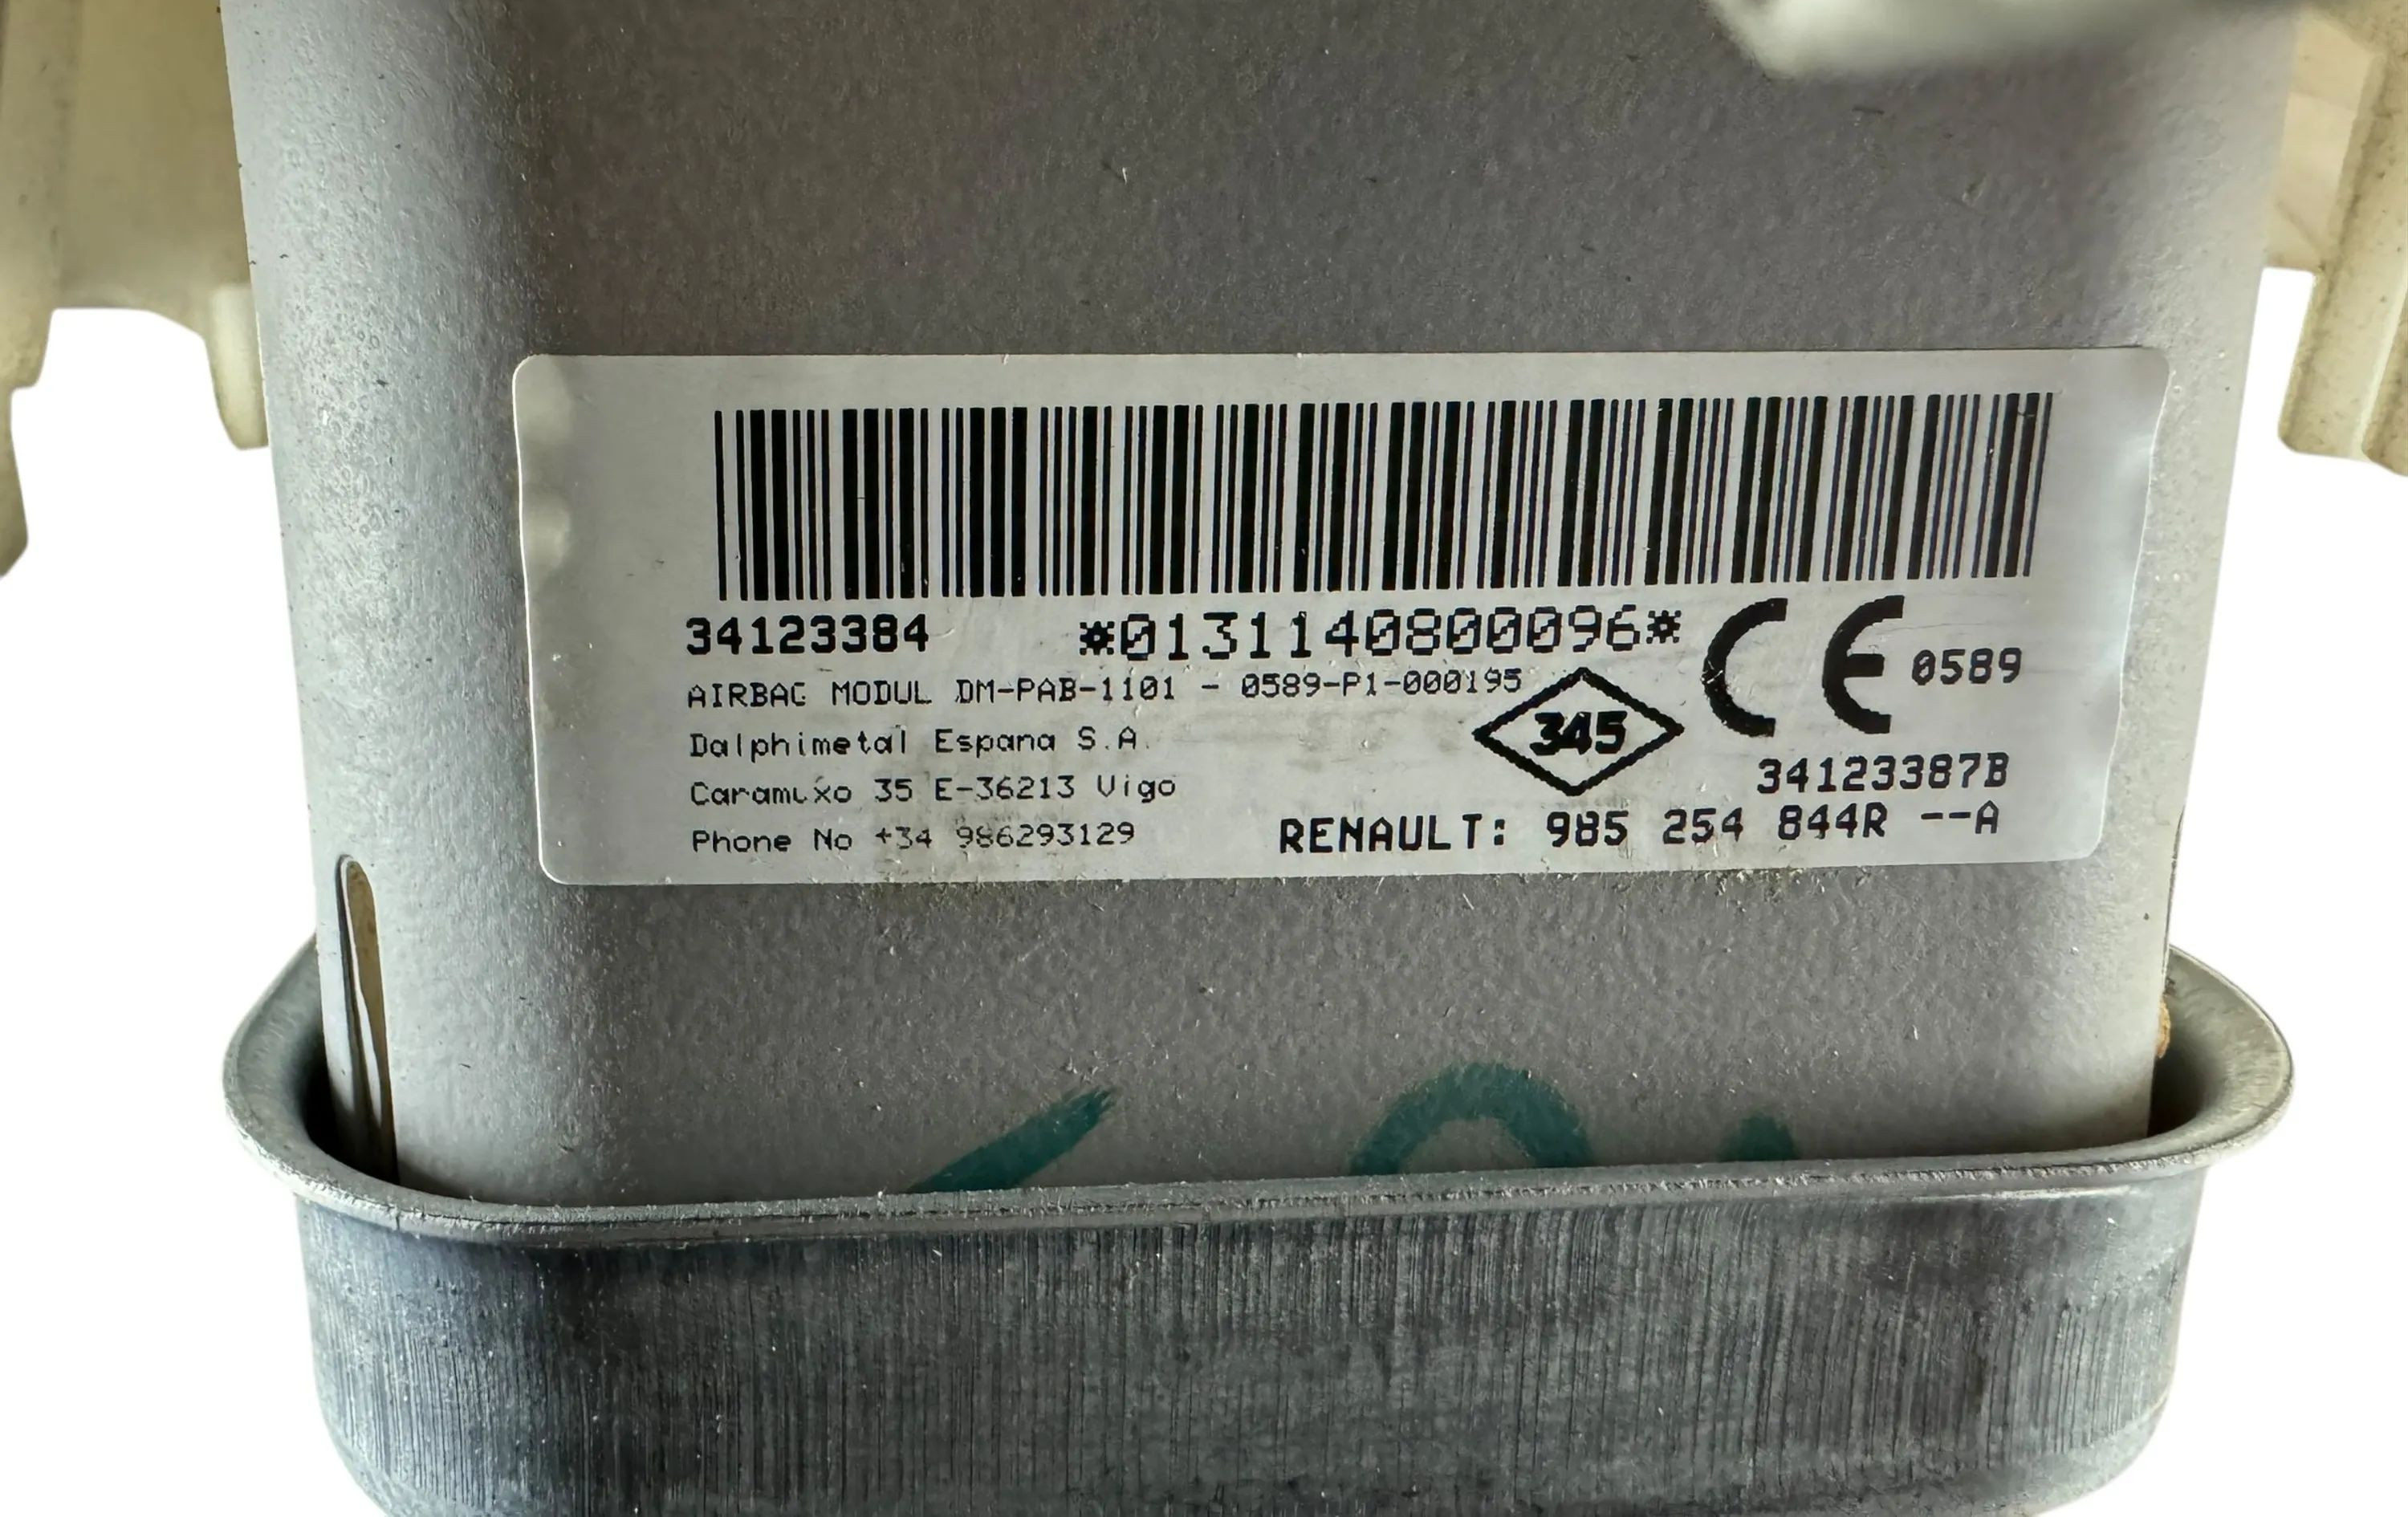 34123384 *0131140800096*
CE 0589
AIRBAG MODUL DM-PAB-1101 - 0589-P1-000195
345
Dalphimetal Espana S.A.
34123387B
Caramuxo 35 E-36213 Vigo
RENAULT: 985 254 844R --A
Phone No +34 986293129